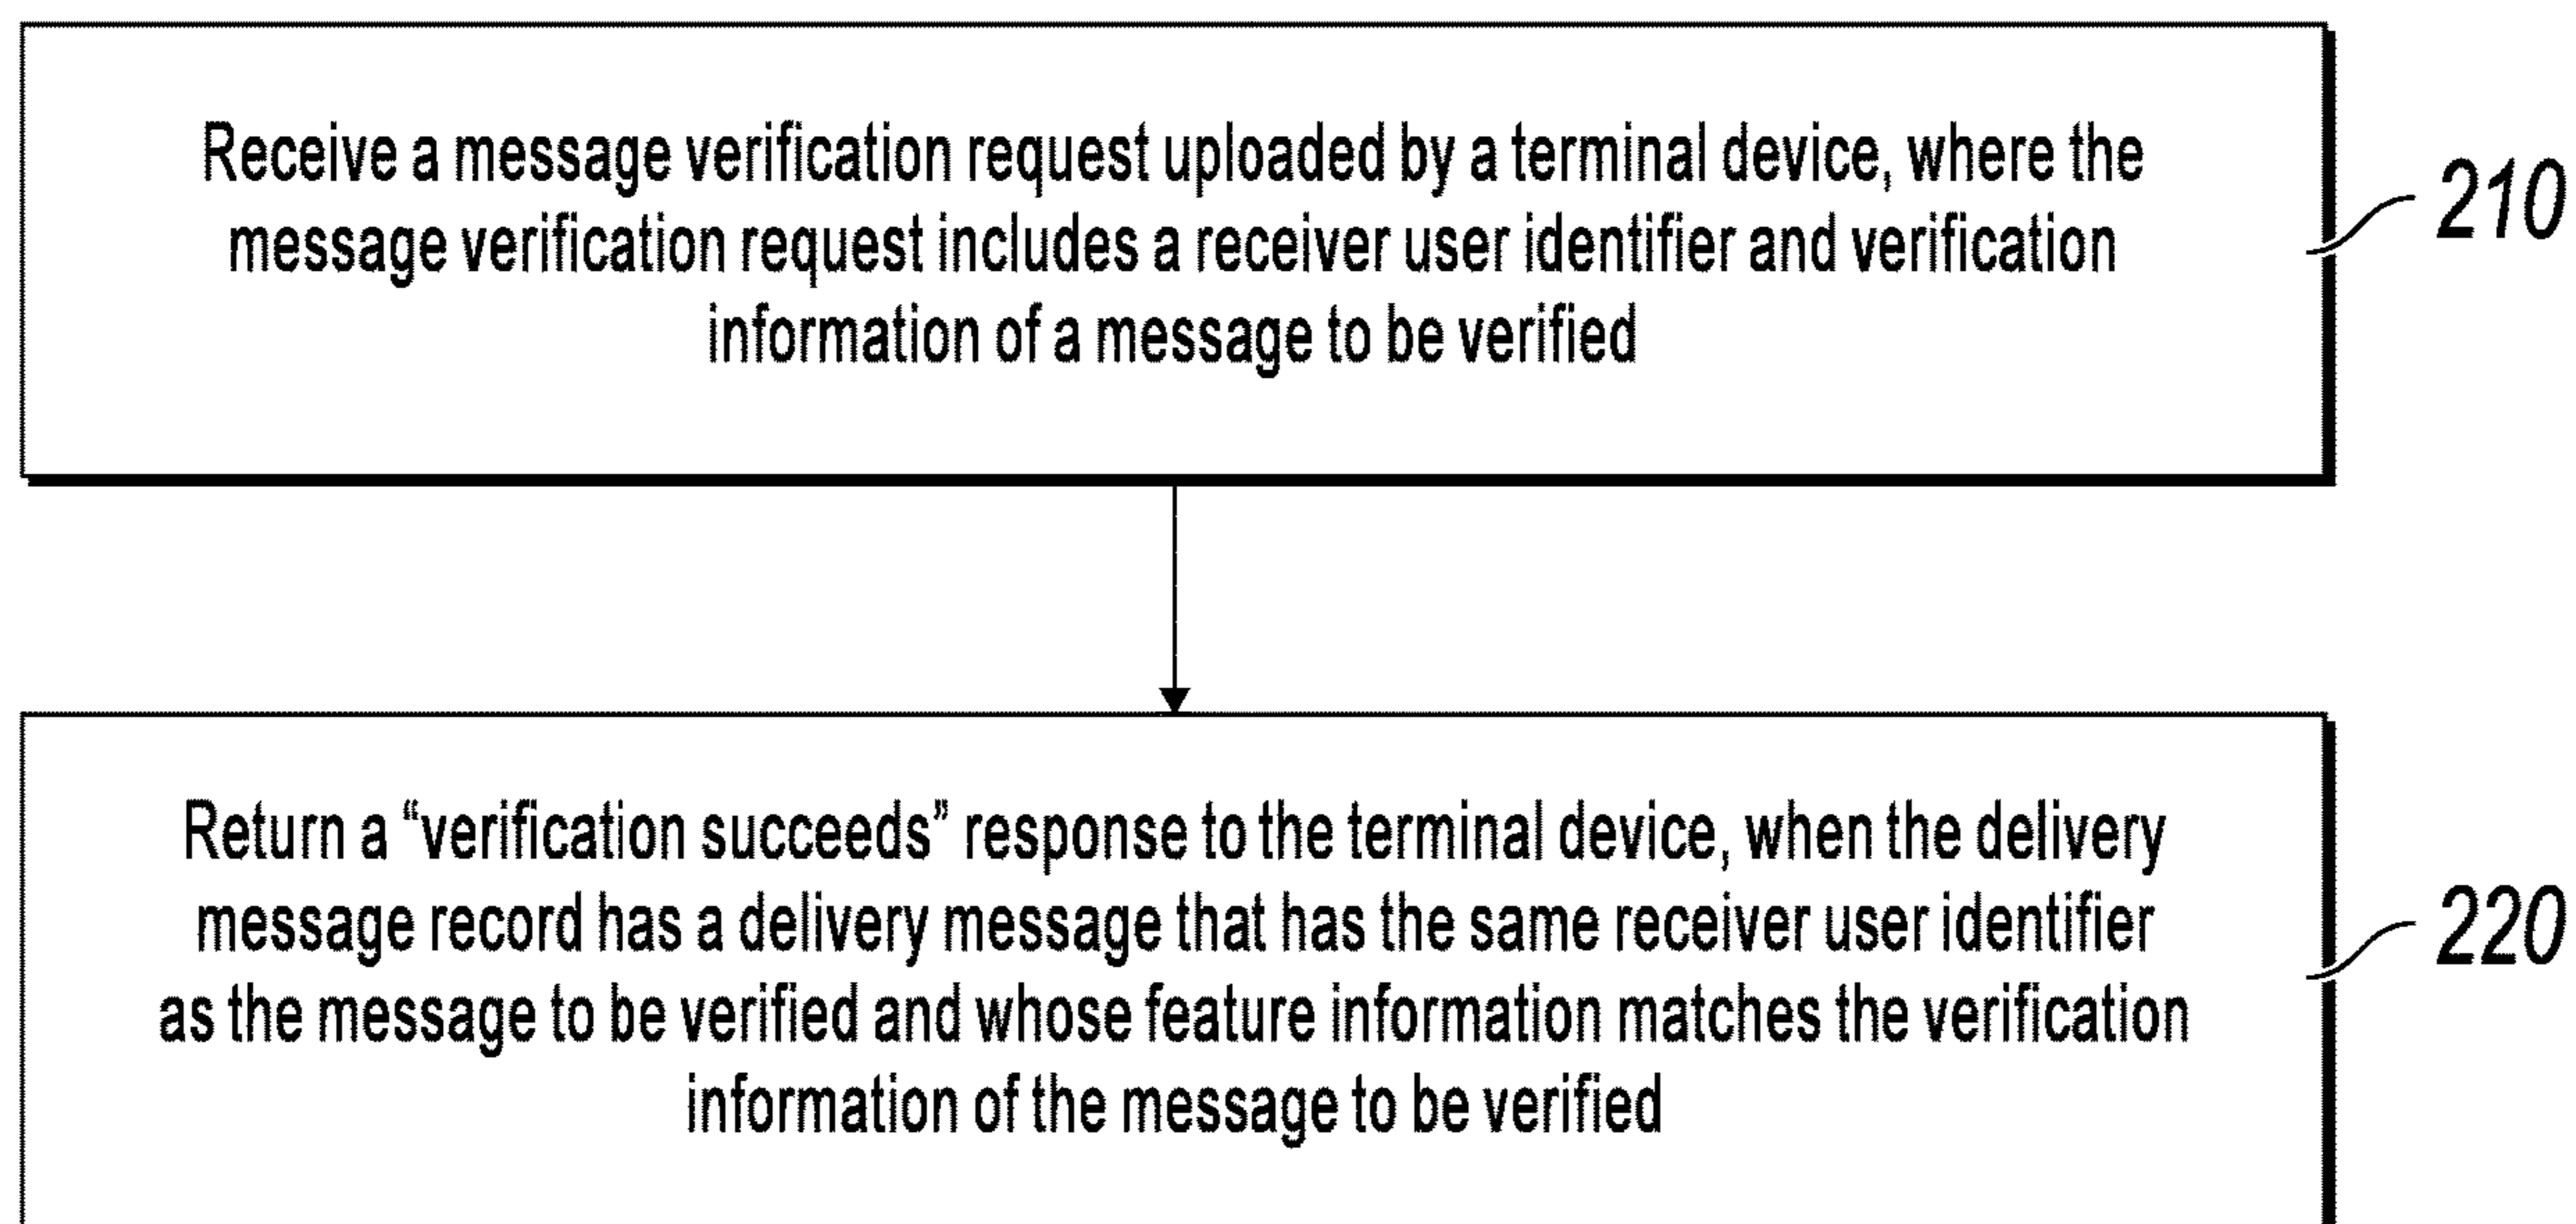 Receive a message verification request uploaded by a terminal device, where the
message verification request includes a receiver user identifier and verification
information of a message to be verified
210
Return a “verification succeeds” response to the terminal device, when the delivery
message record has a delivery message that has the same receiver user identifier
as the message to be verified and whose feature information matches the verification
information of the message to be verified
220